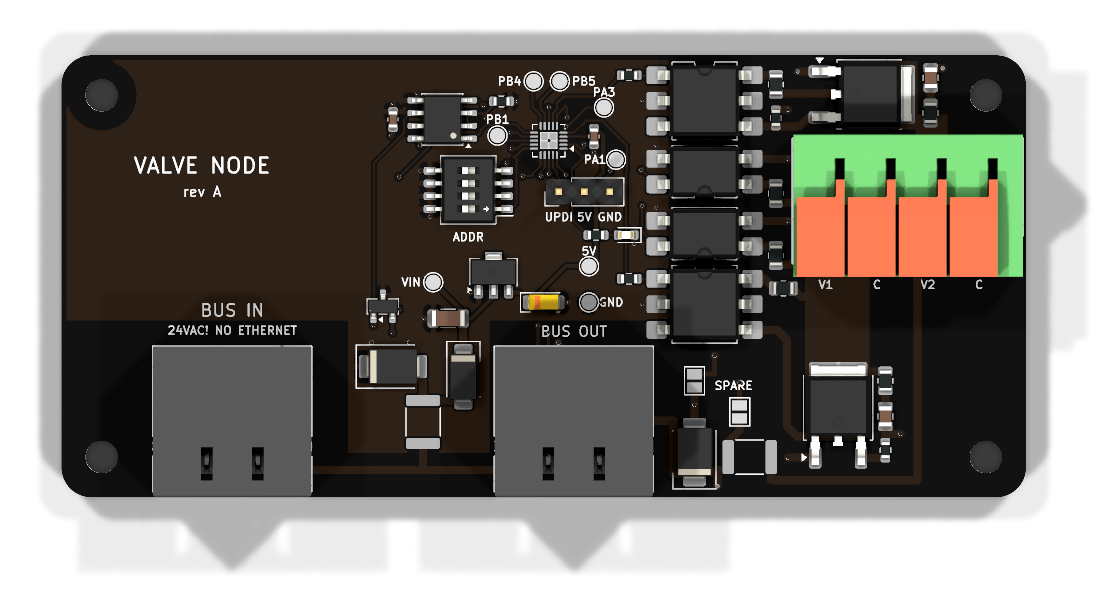 PB4
PB5
PA3
PB1
VALVE NODE
rev A
PA1
UPDI 5V GND
ADDR
5V
VIN
V1
C
V2
C
GND
BUS IN
24VAC! NO ETHERNET
BUS OUT
SPARE